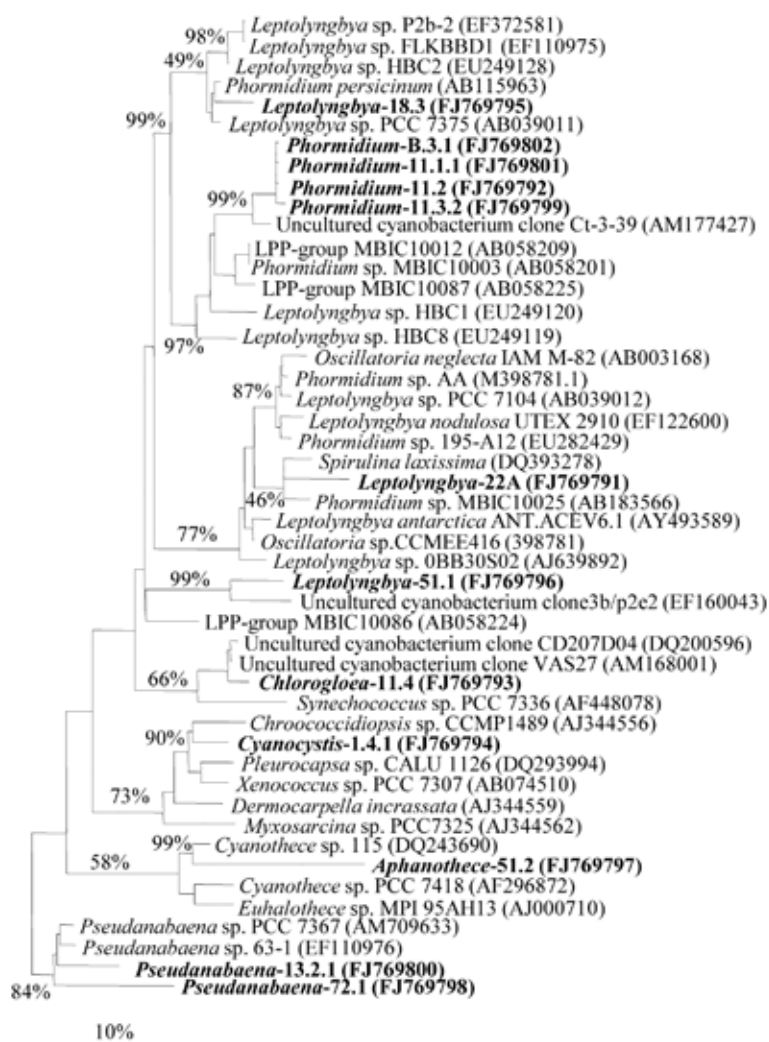 Leptolyngbya sp. P2b-2 (EF372581)
98%
Leptolyngbya sp. FLKBBD1 (EF110975)
49%
Leptolyngbya sp. HBC2 (EU249128)
Phormidium persicinum (AB115963)
Leptolyngbya-18.3 (FJ769795)
99%
Leptolyngbya sp. PCC 7375 (AB039011)
Phormidium-B.3.1 (FJ769802)
Phormidium-11.1.1 (FJ769801)
Phormidium-11.2 (FJ769792)
99%
Phormidium-11.3.2 (FJ769799)
Uncultured cyanobacterium clone Ct-3-39 (AM177427)
LPP-group MBIC10012 (AB058209)
Phormidium sp. MBIC10003 (AB058201)
LPP-group MBIC10087 (AB058225)
Leptolyngbya sp. HBC1 (EU249120)
Leptolyngbya sp. HBC8 (EU249119)
97%
Oscillatoria neglecta IAM M-82 (AB003168)
Phormidium sp. AA (M398781.1)
87%
Leptolyngbya sp. PCC 7104 (AB039012)
Leptolyngbya nodulosa UTEX 2910 (EF122600)
Phormidium sp. 195-A12 (EU282429)
Spirulina laxissima (DQ393278)
Leptolyngbya-22A (FJ769791)
46%
Phormidium sp. MBIC10025 (AB183566)
Leptolyngbya antarctica ANT.ACEV6.1 (AY493589)
77%
Oscillatoria sp.CCMEE416 (398781)
Leptolyngbya sp. 0BB30S02 (AJ639892)
99%
Leptolyngbya-51.1 (FJ769796)
Uncultured cyanobacterium clone3b/p2e2 (EF160043)
LPP-group MBIC10086 (AB058224)
Uncultured cyanobacterium clone CD207D04 (DQ200596)
Uncultured cyanobacterium clone VAS27 (AM168001)
66%
Chlorogloea-11.4 (FJ769793)
Synechococcus sp. PCC 7336 (AF448078)
Chroococcidiopsis sp. CCMP1489 (AJ344556)
90%
Cyanocystis-1.4.1 (FJ769794)
Pleurocapsa sp. CALU 1126 (DQ293994)
Xenococcus sp. PCC 7307 (AB074510)
73%
Dermocarpella incrassata (AJ344559)
Myxosarcina sp. PCC7325 (AJ344562)
99%
Cyanothece sp. 115 (DQ243690)
58%
Aphanothece-51.2 (FJ769797)
Cyanothece sp. PCC 7418 (AF296872)
Euhalothece sp. MPI 95AH13 (AJ000710)
Pseudanabaena sp. PCC 7367 (AM709633)
Pseudanabaena sp. 63-1 (EF110976)
Pseudanabaena-13.2.1 (FJ769800)
84%
Pseudanabaena-72.1 (FJ769798)
10%